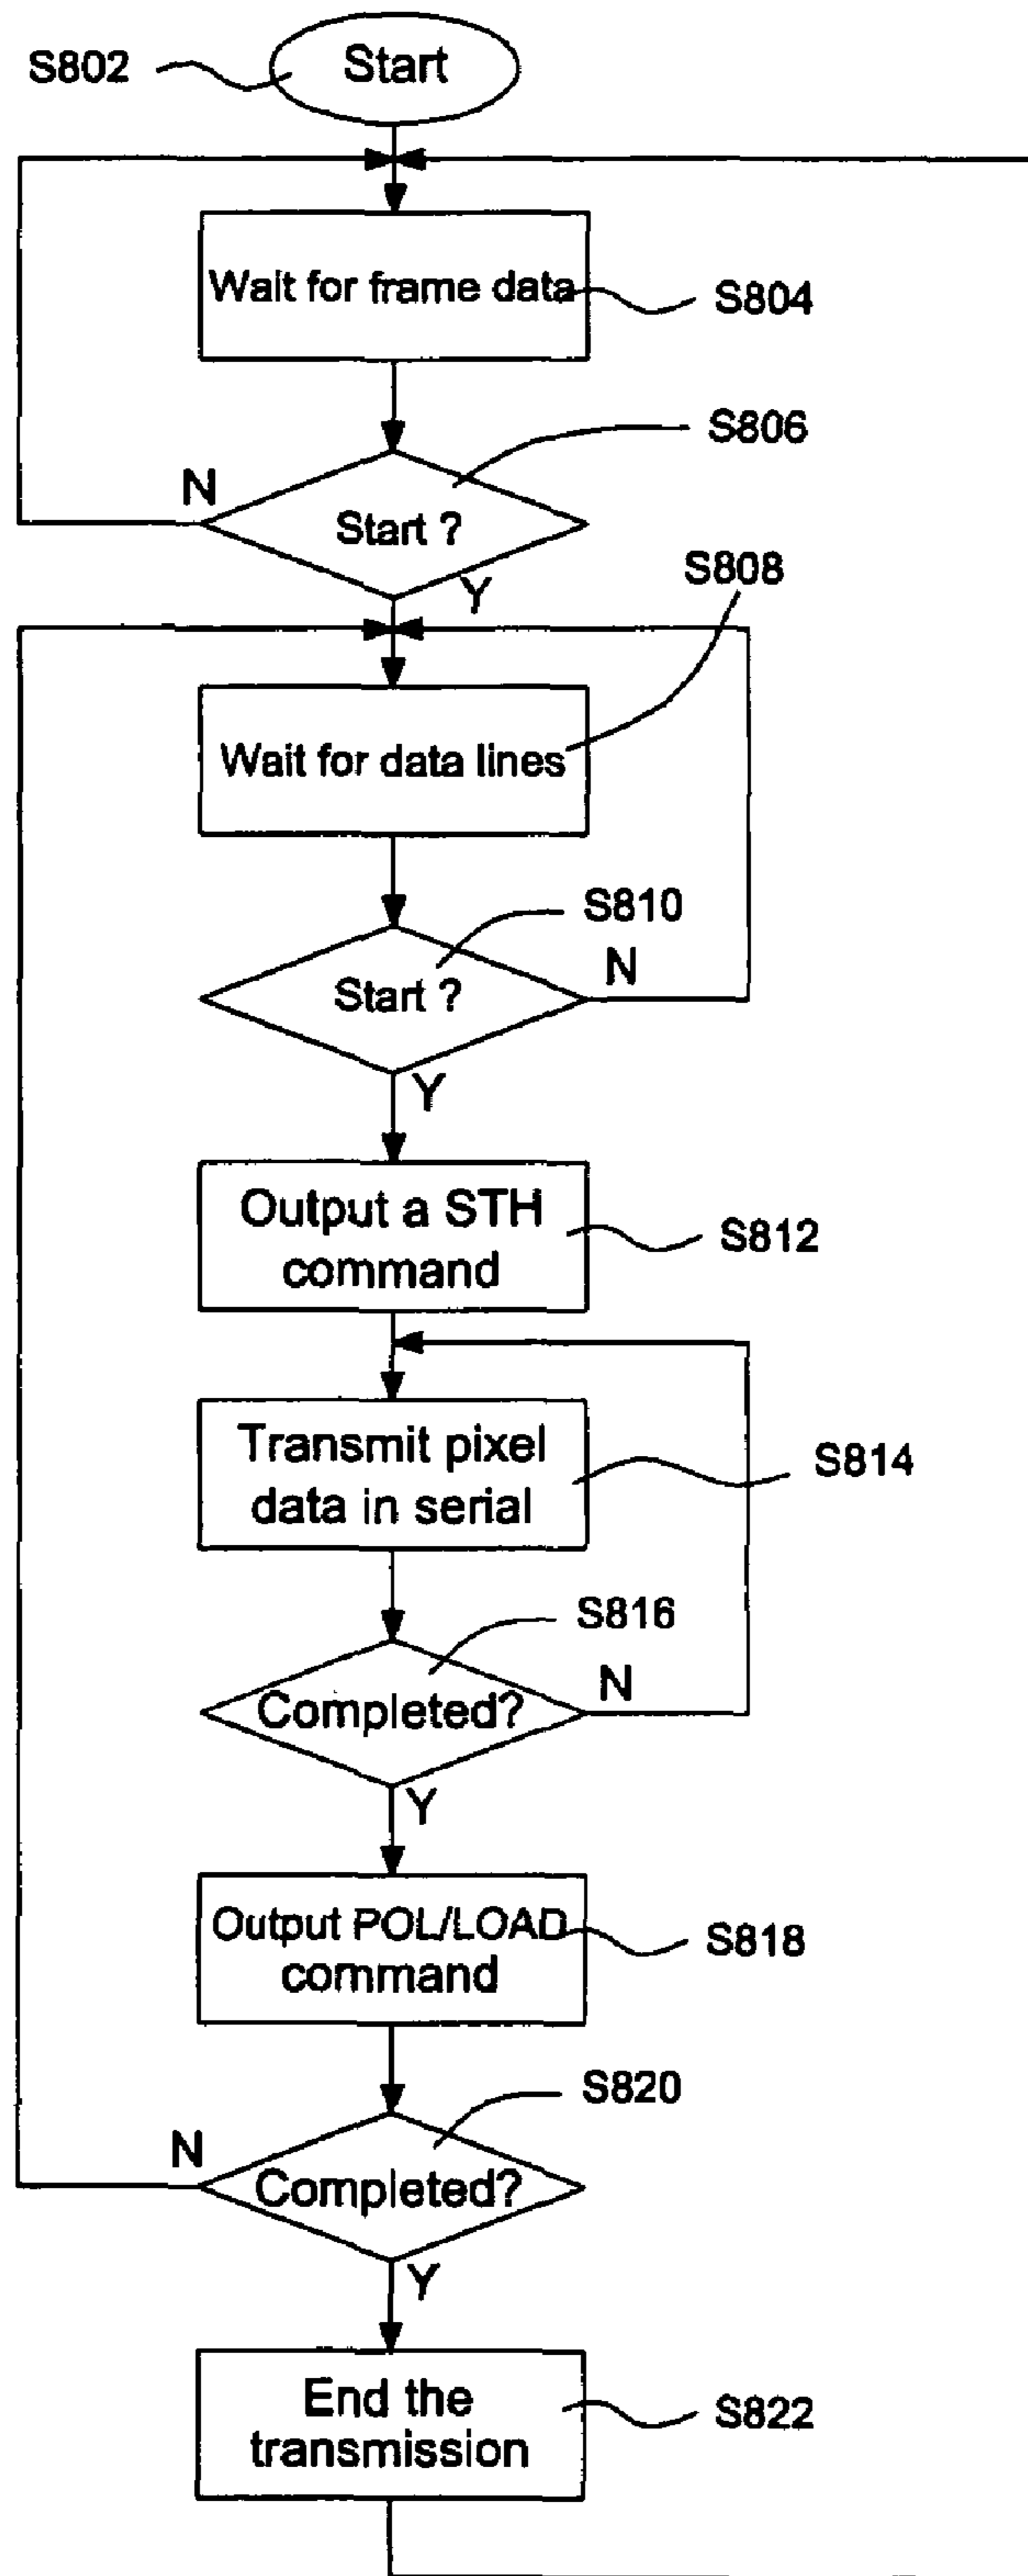 S802
Start
Wait for frame data
S804
S806
N
Start ?
Y
S808
Wait for data lines
S810
Start ?
N
Y
Output a STH
command
S812
Transmit pixel
data in serial
S814
S816
Completed?
N
Y
Output POL/LOAD
command
S818
S820
N
Completed?
Y
End the
transmission
S822